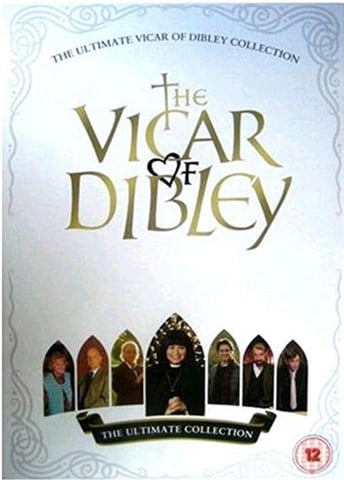 THE ULTIMATE VICAR OF DIBLEY COLLECTION
THE
VICAR
OF
DIBLEY
THE ULTIMATE COLLECTION
12